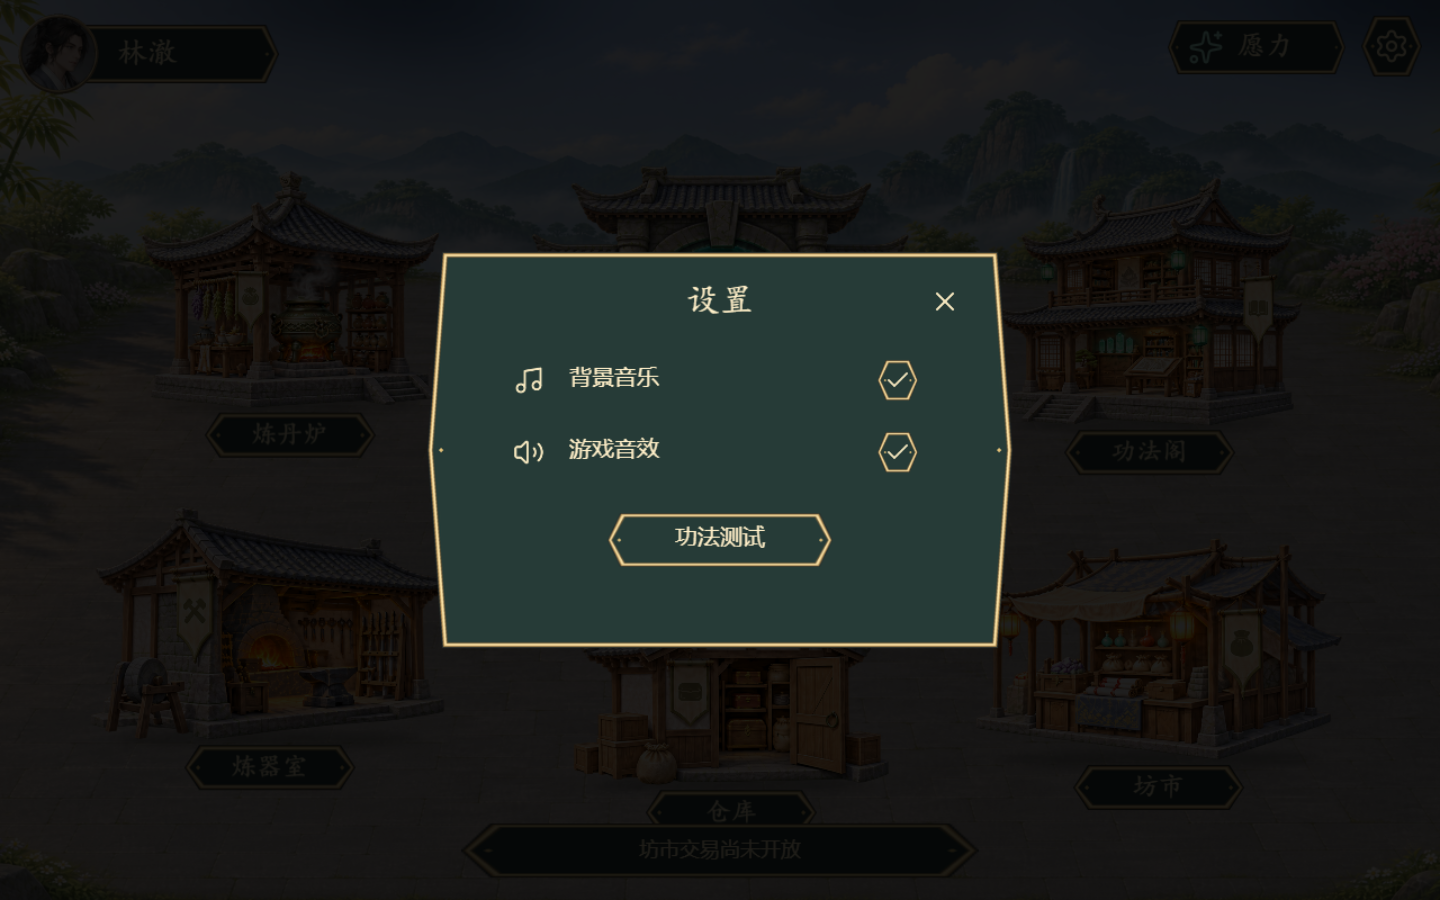 林澈
愿力
设置
背景音乐
游戏音效
功法测试
炼丹炉
功法阁
炼器室
仓库
坊市
坊市交易尚未开放